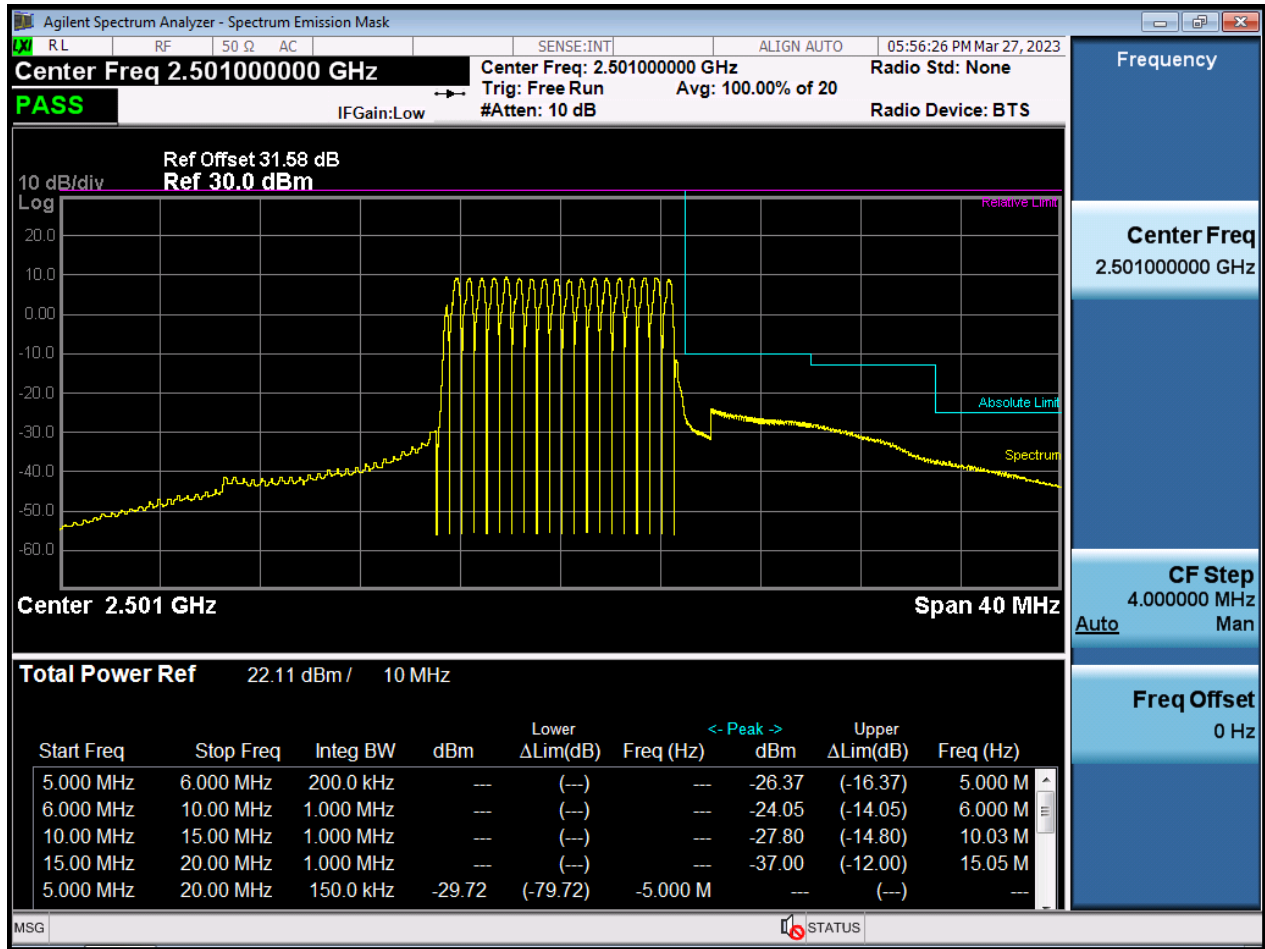 Agilent Spectrum Analyzer - Spectrum Emission Mask
LXI RL RF 50 Ω AC SENSE:INT ALIGN AUTO 05:56:26 PM Mar 27, 2023
Center Freq 2.501000000 GHz
PASS
IFGain:Low
Center Freq: 2.501000000 GHz
Trig: Free Run Avg: 100.00% of 20
#Atten: 10 dB
Radio Std: None
Radio Device: BTS
Ref Offset 31.58 dB
10 dB/div Ref 30.0 dBm
Log
Relative Limit
20.0
10.0
0.00
-10.0
-20.0
Absolute Limit
-30.0
Spectrum
-40.0
-50.0
-60.0
Center 2.501 GHz Span 40 MHz
Total Power Ref 22.11 dBm / 10 MHz
Lower <- Peak -> Upper
Start Freq Stop Freq Integ BW dBm ΔLim(dB) Freq (Hz) dBm ΔLim(dB) Freq (Hz)
5.000 MHz 6.000 MHz 200.0 kHz --- (---) --- -26.37 (-16.37) 5.000 M
6.000 MHz 10.00 MHz 1.000 MHz --- (---) --- -24.05 (-14.05) 6.000 M
10.00 MHz 15.00 MHz 1.000 MHz --- (---) --- -27.80 (-14.80) 10.03 M
15.00 MHz 20.00 MHz 1.000 MHz --- (---) --- -37.00 (-12.00) 15.05 M
5.000 MHz 20.00 MHz 150.0 kHz -29.72 (-79.72) -5.000 M --- (---) ---
MSG STATUS
Frequency
Center Freq
2.501000000 GHz
CF Step
4.000000 MHz
Auto Man
Freq Offset
0 Hz